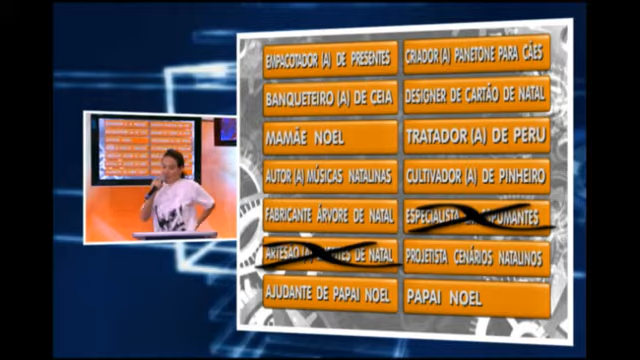 EMPACOTADOR (A) DE PRESENTES
CRIADOR (A) PANETONE PARA CÃES
BANQUETEIRO (A) DE CEIA
DESIGNER DE CARTÃO DE NATAL
MAMÃE NOEL
TRATADOR (A) DE PERU
AUTOR (A) MÚSICAS NATALINAS
CULTIVADOR (A) DE PINHEIRO
FABRICANTE ÁRVORE DE NATAL
ESPECIALISTA
ARTESÃO DE NATAL
PROJETISTA CENÁRIOS NATALINOS
AJUDANTE DE PAPAI NOEL
PAPAI NOEL